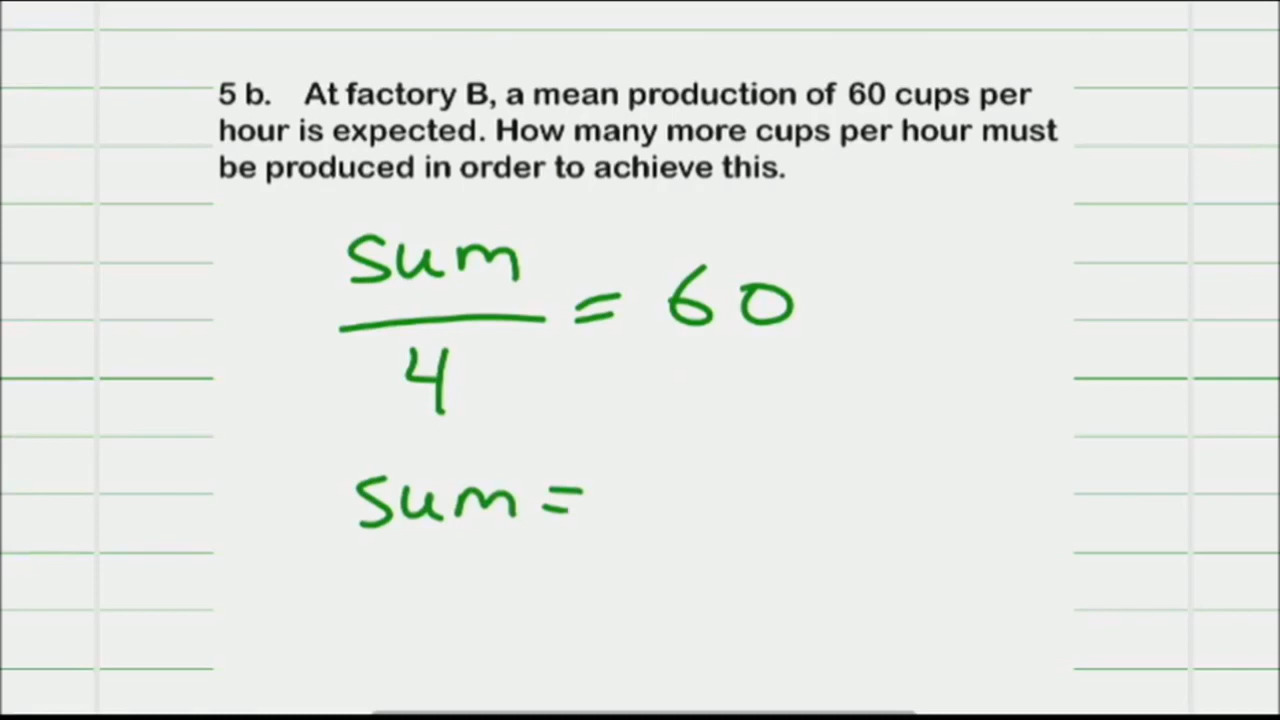 5 b. At factory B, a mean production of 60 cups per
hour is expected. How many more cups per hour must
be produced in order to achieve this.
sum
4
= 60
sum =